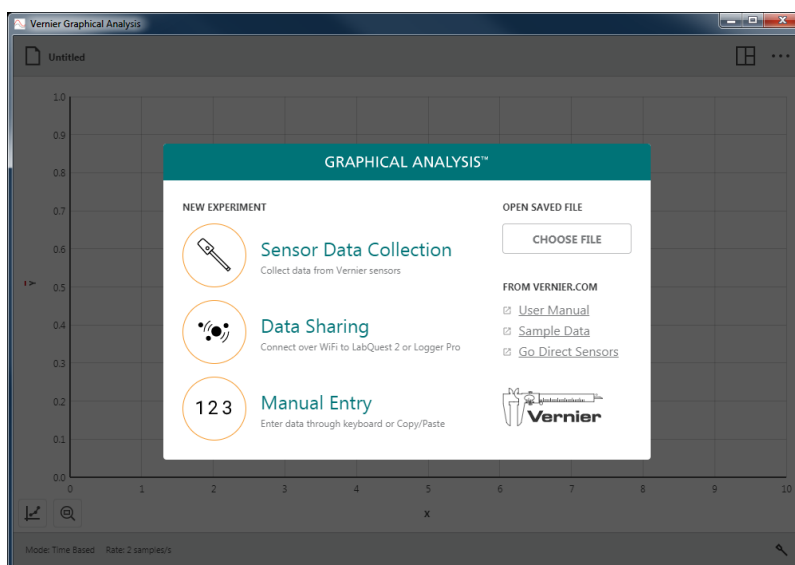 Vernier Graphical Analysis
Untitled
GRAPHICAL ANALYSIS™
NEW EXPERIMENT
Sensor Data Collection
Collect data from Vernier sensors
Data Sharing
Connect over WiFi to LabQuest 2 or Logger Pro
123
Manual Entry
Enter data through keyboard or Copy/Paste
OPEN SAVED FILE
CHOOSE FILE
FROM VERNIER.COM
User Manual
Sample Data
Go Direct Sensors
Vernier
1.0
0.9
0.8
0.7
0.6
0.5
0.4
0.3
0.2
0.1
0.0
y
0 1 2 3 4 5 6 7 8 9 10
x
Mode: Time Based Rate: 2 samples/s